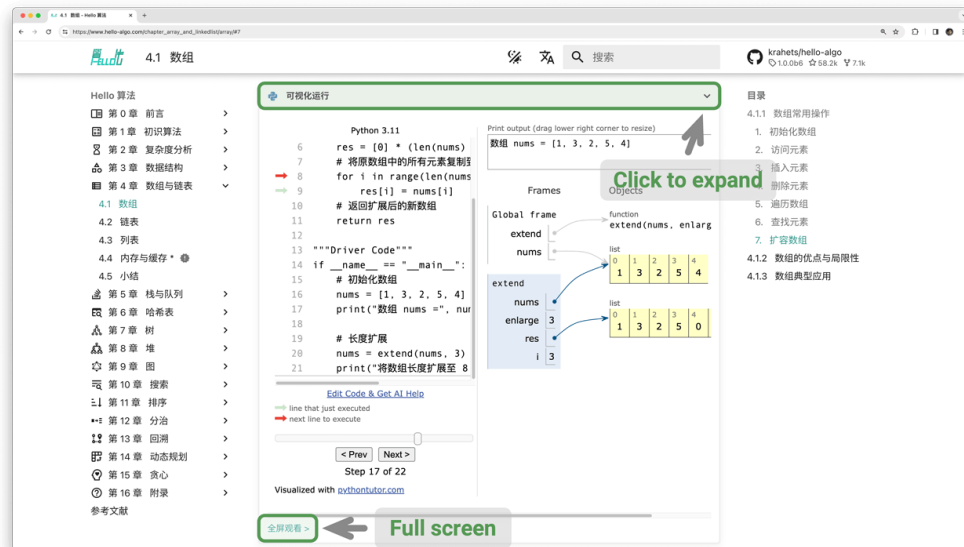 4.1 数组 - Hello 算法
https://www.hello-algo.com/chapter_array_and_linkedlist/array/#7
4.1 数组
搜索
krahets/hello-algo
1.0.0b6 58.2k 7.1k
Hello 算法
第 0 章 前言
第 1 章 初识算法
第 2 章 复杂度分析
第 3 章 数据结构
第 4 章 数组与链表
4.1 数组
4.2 链表
4.3 列表
4.4 内存与缓存 *
4.5 小结
第 5 章 栈与队列
第 6 章 哈希表
第 7 章 树
第 8 章 堆
第 9 章 图
第 10 章 搜索
第 11 章 排序
第 12 章 分治
第 13 章 回溯
第 14 章 动态规划
第 15 章 贪心
第 16 章 附录
参考文献
可视化运行
Python 3.11
6 res = [0] * (len(nums)
7 # 将原数组中的所有元素复制到
8 for i in range(len(nums
9 res[i] = nums[i]
10 # 返回扩展后的新数组
11 return res
12
13 """Driver Code"""
14 if __name__ == "__main__":
15 # 初始化数组
16 nums = [1, 3, 2, 5, 4]
17 print("数组 nums =", nur
18
19 # 长度扩展
20 nums = extend(nums, 3)
21 print("将数组长度扩展至 8
Edit Code & Get AI Help
line that just executed
next line to execute
< Prev Next >
Step 17 of 22
Visualized with pythontutor.com
全屏观看 >
Full screen
Print output (drag lower right corner to resize)
数组 nums = [1, 3, 2, 5, 4]
Click to expand
Frames Objects
Global frame
extend
nums
function
extend(nums, enlarg
list
0 1 2 3 4
1 3 2 5 4
extend
nums
enlarge 3
res
i 3
list
0 1 2 3 4
1 3 2 5 0
目录
4.1.1 数组常用操作
1. 初始化数组
2. 访问元素
3. 插入元素
删除元素
5. 遍历数组
6. 查找元素
7. 扩容数组
4.1.2 数组的优点与局限性
4.1.3 数组典型应用